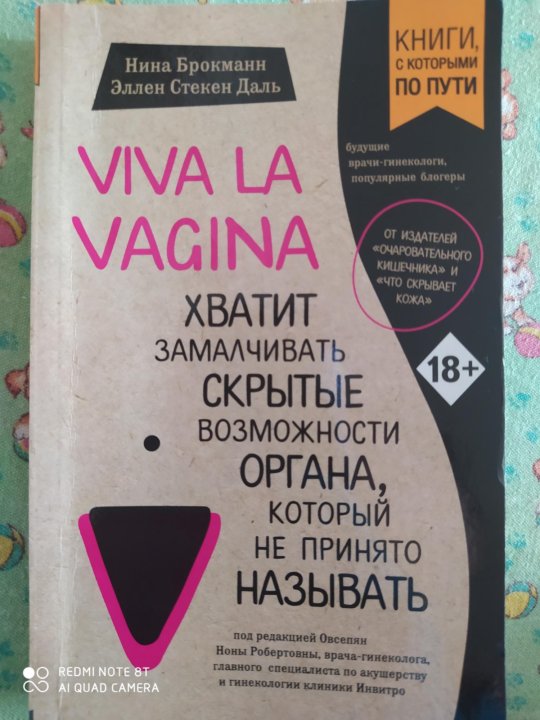 Нина Брокманн
Эллен Стекен Даль
КНИГИ,
С КОТОРЫМИ
ПО ПУТИ
будущие
врачи-гинекологи,
популярные блогеры
VIVA LA
VAGINA
ОТ ИЗДАТЕЛЕЙ
«ОЧАРОВАТЕЛЬНОГО
КИШЕЧНИКА» И
«ЧТО СКРЫВАЕТ
КОЖА»
18+
ХВАТИТ
ЗАМАЛЧИВАТЬ
СКРЫТЫЕ
ВОЗМОЖНОСТИ
ОРГАНА,
КОТОРЫЙ
НЕ ПРИНЯТО
НАЗЫВАТЬ
под редакцией Овсепян
Ноны Робертовны, врача-гинеколога,
главного специалиста по акушерству
и гинекологии клиники Инвитро
REDMI NOTE 8T
AI QUAD CAMERA